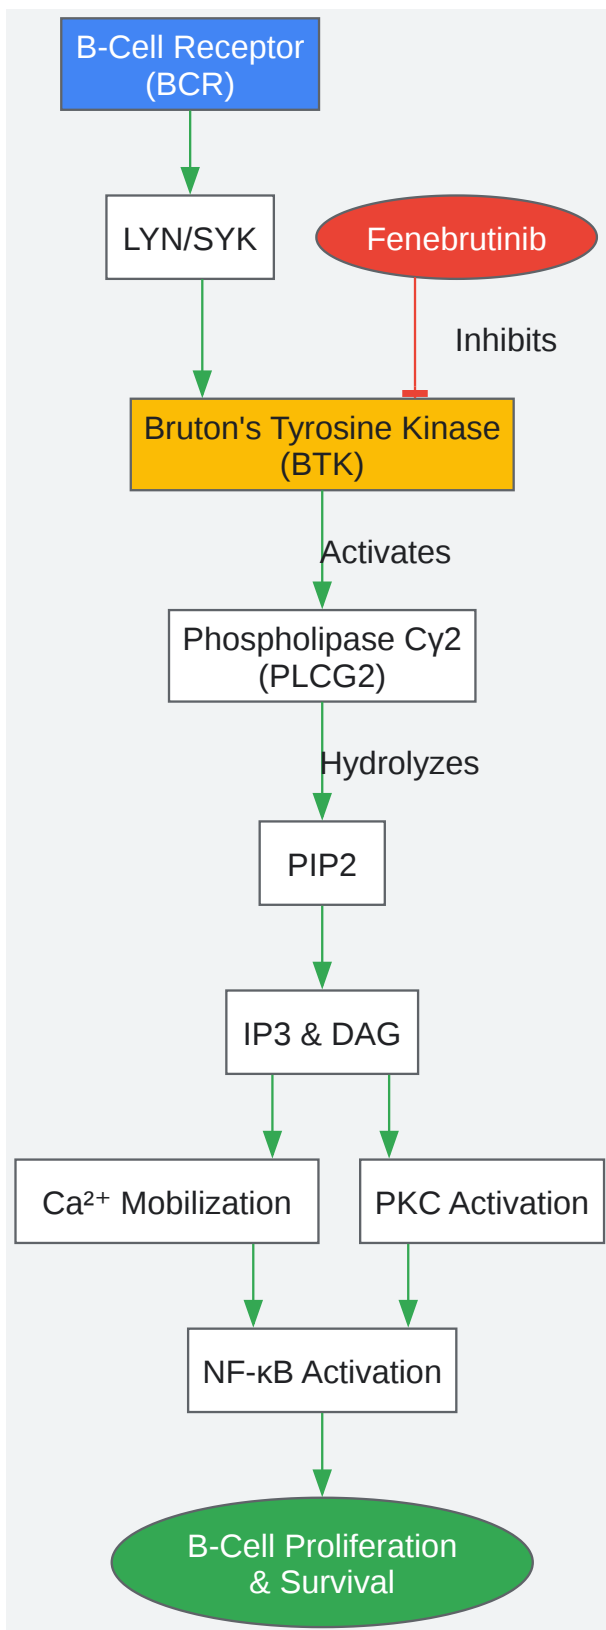 B-Cell Receptor
(BCR)
LYN/SYK
Fenebrutinib
Inhibits
Bruton's Tyrosine Kinase
(BTK)
Activates
Phospholipase Cγ2
(PLCG2)
Hydrolyzes
PIP2
IP3 & DAG
Ca²⁺ Mobilization
PKC Activation
NF-κB Activation
B-Cell Proliferation
& Survival